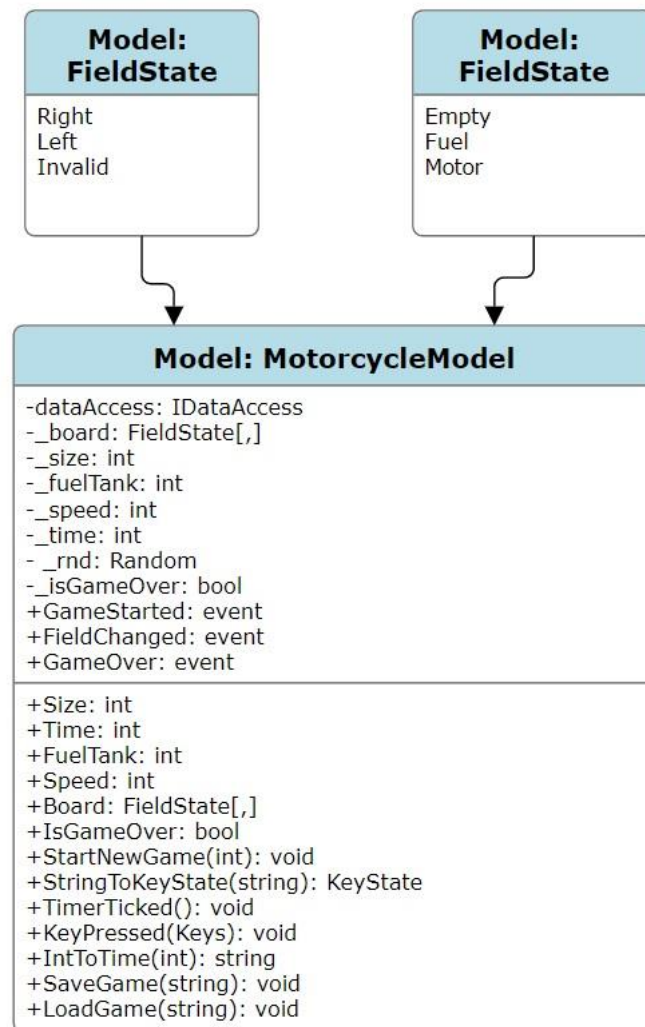 Model:
FieldState
Right
Left
Invalid
Model:
FieldState
Empty
Fuel
Motor
Model: MotorcycleModel
-dataAccess: IDataAccess
-_board: FieldState[,]
-_size: int
-_fuelTank: int
-_speed: int
-_time: int
- _rnd: Random
-_isGameOver: bool
+GameStarted: event
+FieldChanged: event
+GameOver: event
+Size: int
+Time: int
+FuelTank: int
+Speed: int
+Board: FieldState[,]
+IsGameOver: bool
+StartNewGame(int): void
+StringToKeyState(string): KeyState
+TimerTicked(): void
+KeyPressed(Keys): void
+IntToTime(int): string
+SaveGame(string): void
+LoadGame(string): void